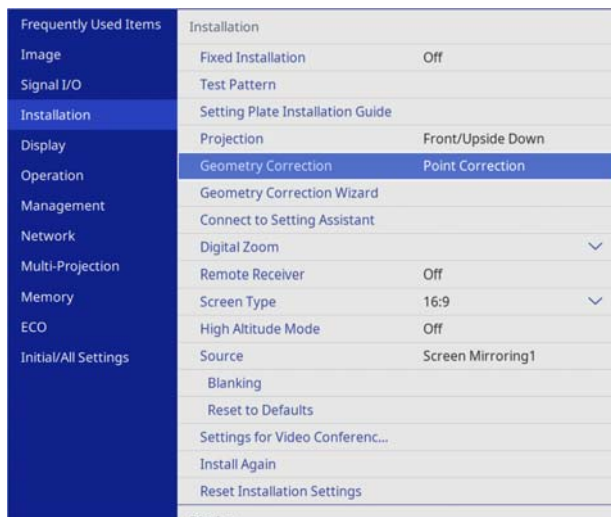 Frequently Used Items
Image
Signal I/O
Installation
Display
Operation
Management
Network
Multi-Projection
Memory
ECO
Initial/All Settings
Installation
Fixed Installation Off
Test Pattern
Setting Plate Installation Guide
Projection Front/Upside Down
Geometry Correction Point Correction
Geometry Correction Wizard
Connect to Setting Assistant
Digital Zoom
Remote Receiver Off
Screen Type 16:9
High Altitude Mode Off
Source Screen Mirroring1
Blanking
Reset to Defaults
Settings for Video Conferenc...
Install Again
Reset Installation Settings